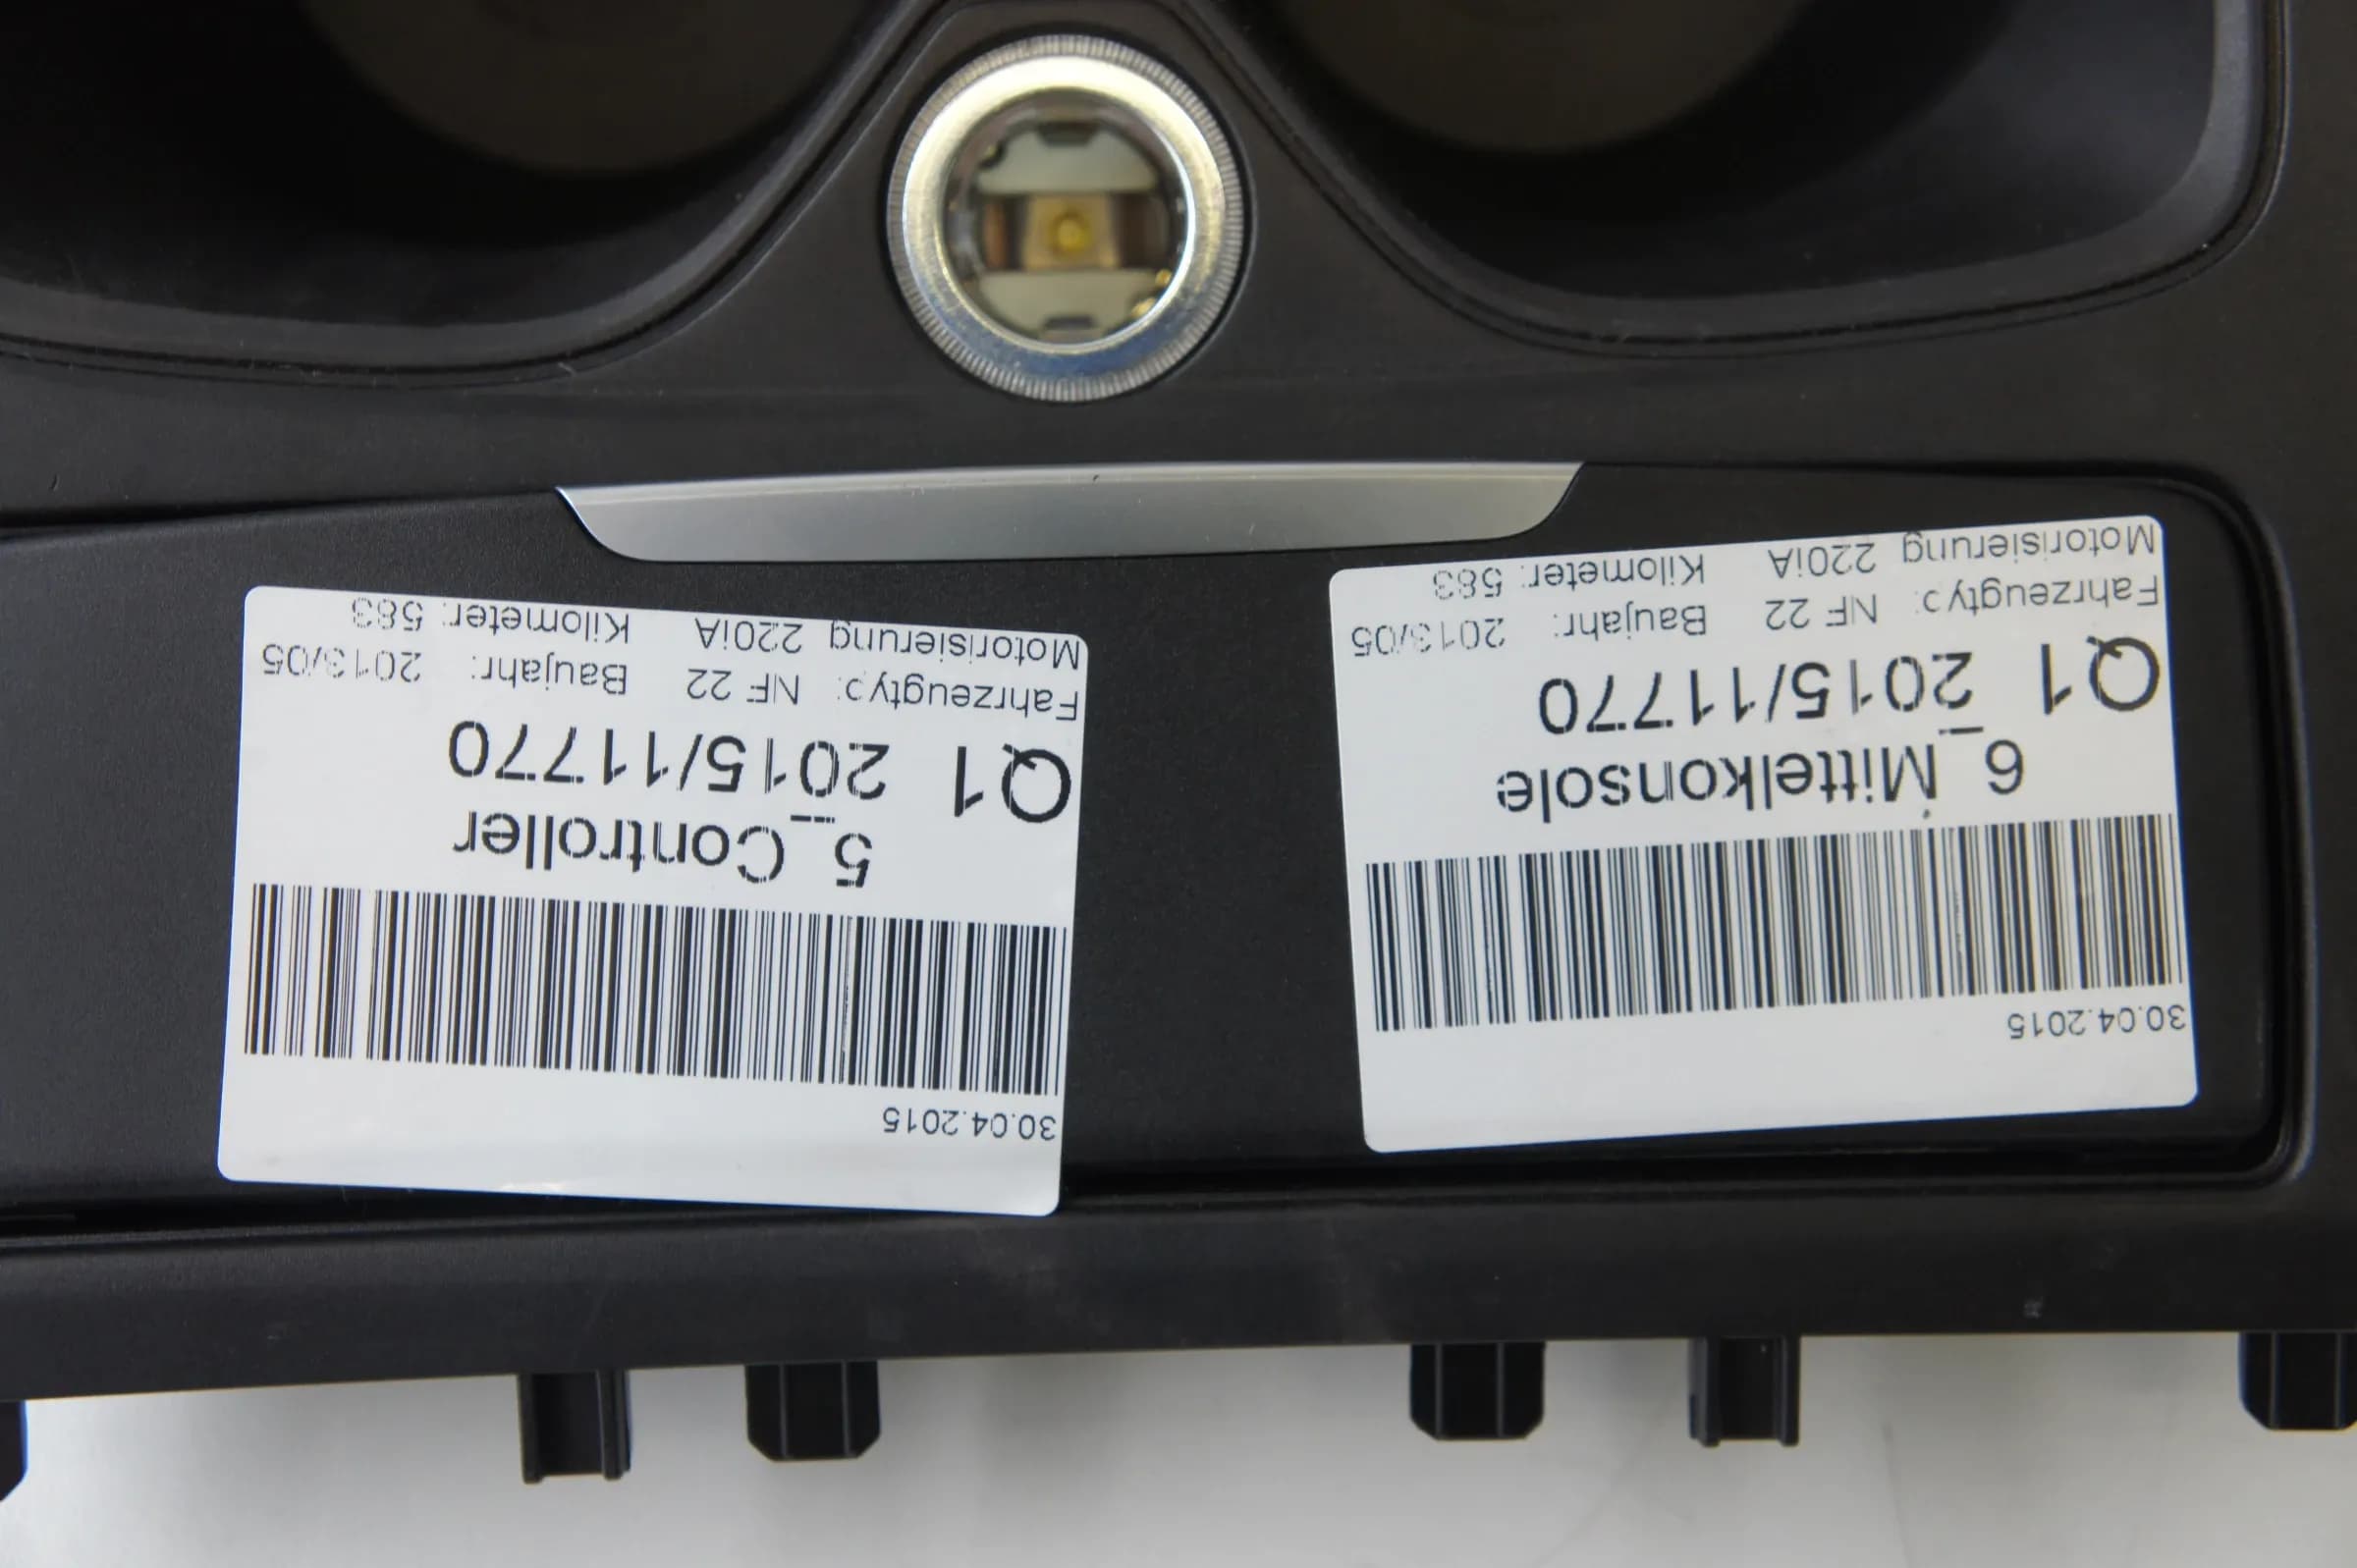 30.04.2015
6_Mittelkonsole
Q1 2015/11770
Fahrzeugtyp: NF 22 Baujahr: 2013/05
Motorisierung 220iA Kilometer: 583
30.04.2015
5_Controller
Q1 2015/11770
Fahrzeugtyp: NF 22 Baujahr: 2013/05
Motorisierung 220iA Kilometer: 583